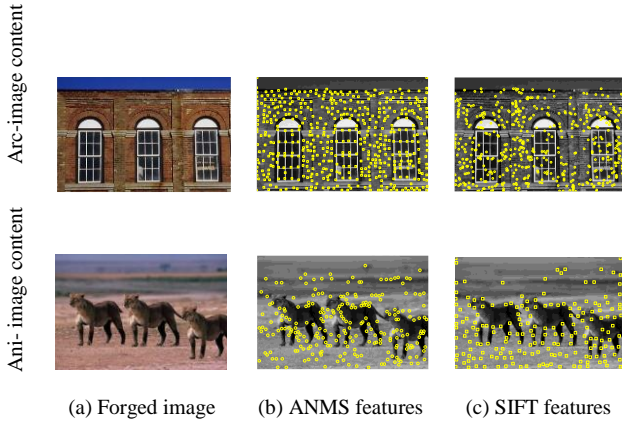 Arc-image content
Ani- image content
(a) Forged image
(b) ANMS features
(c) SIFT features